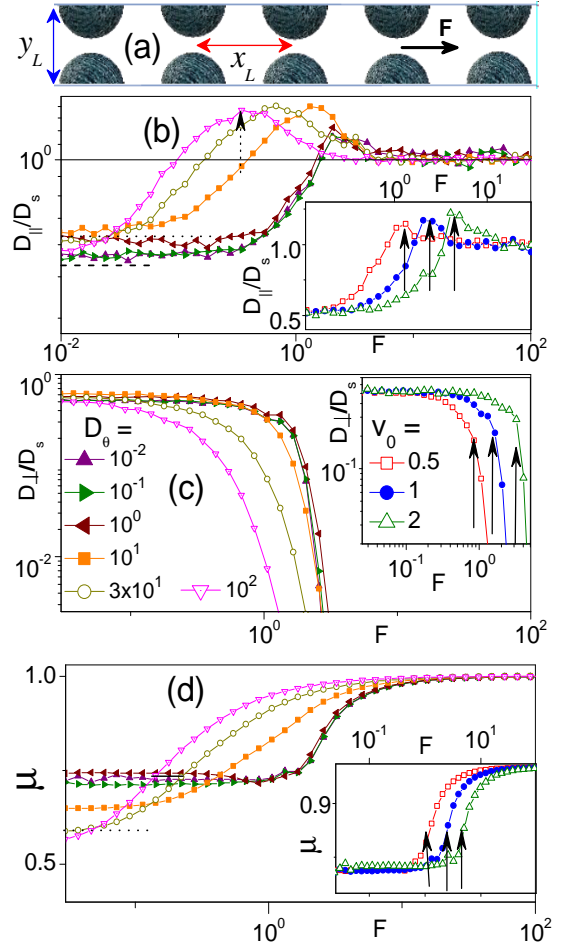 (a)
y_L
x_L
F
(b)
D_||/D_s
10^0
F
10^0
10^1
1.0
D_||/D_s
0.5
10^-2
10^-1
10^0
F
10^2
10^0
D_⊥/D_s
10^-2
(c)
D_θ =
10^-2
10^-1
10^0
10^1
3x10^1
10^2
D_⊥/D_s
10^-1
v_0 =
0.5
1
2
10^-1
10^0
F
10^0
F
10^2
(d)
1.0
μ
0.5
10^-1
F
10^1
0.9
μ
10^0
F
10^2